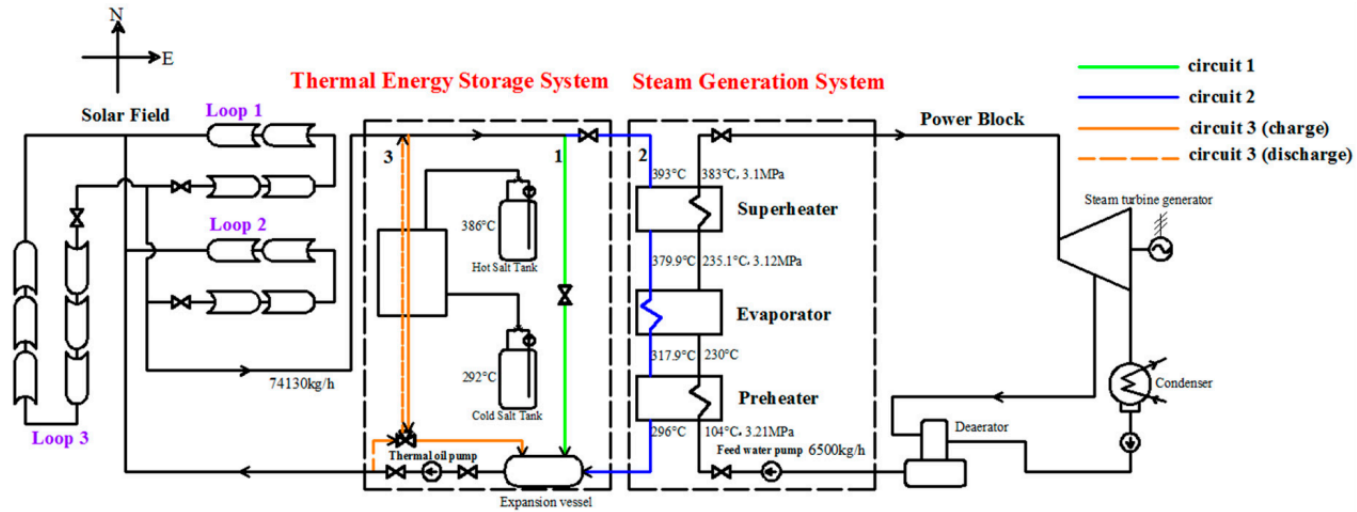 N
E
Thermal Energy Storage System
Steam Generation System
circuit 1
circuit 2
circuit 3 (charge)
circuit 3 (discharge)
Solar Field
Loop 1
Power Block
3
1
2
393°C
383°C, 3.1MPa
Steam turbine generator
386°C
Superheater
Loop 2
Hot Salt Tank
379.9°C
235.1°C, 3.12MPa
Evaporator
317.9°C
230°C
74130kg/h
292°C
Preheater
Condenser
Cold Salt Tank
Loop 3
296°C
104°C, 3.21MPa
Deaerator
Thermal oil pump
Feed water pump
6500kg/h
Expansion vessel